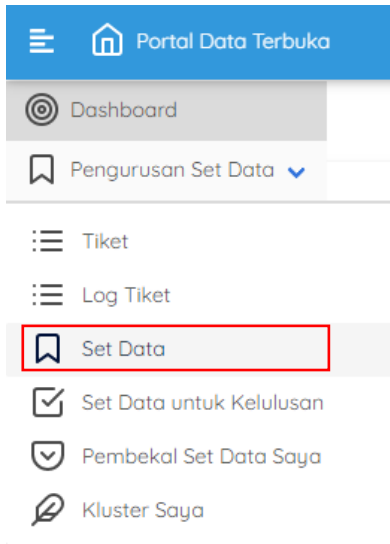 Portal Data Terbuka
Dashboard
Pengurusan Set Data
Tiket
Log Tiket
Set Data
Set Data untuk Kelulusan
Pembekal Set Data Saya
Kluster Saya